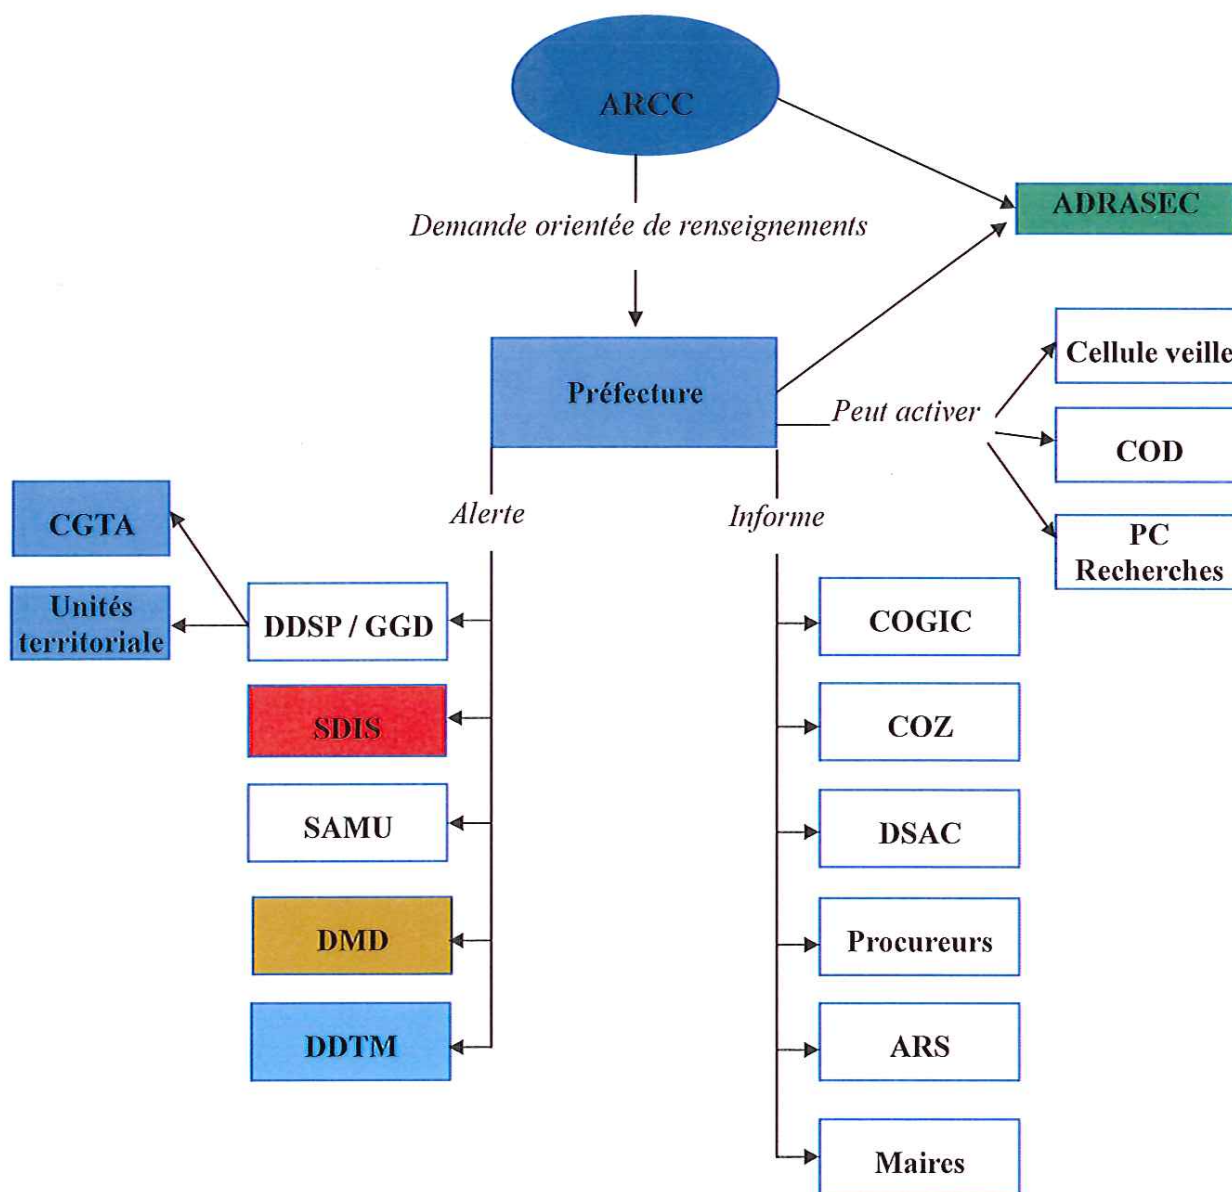 ARCC
ADRASEC
Demande orientée de renseignements
Préfecture
Cellule veille
Peut activer
COD
PC
Recherches
Alerte
Informe
CGTA
Unités
territoriale
DDSP / GGD
SDIS
SAMU
DMD
DDTM
COGIC
COZ
DSAC
Procureurs
ARS
Maires